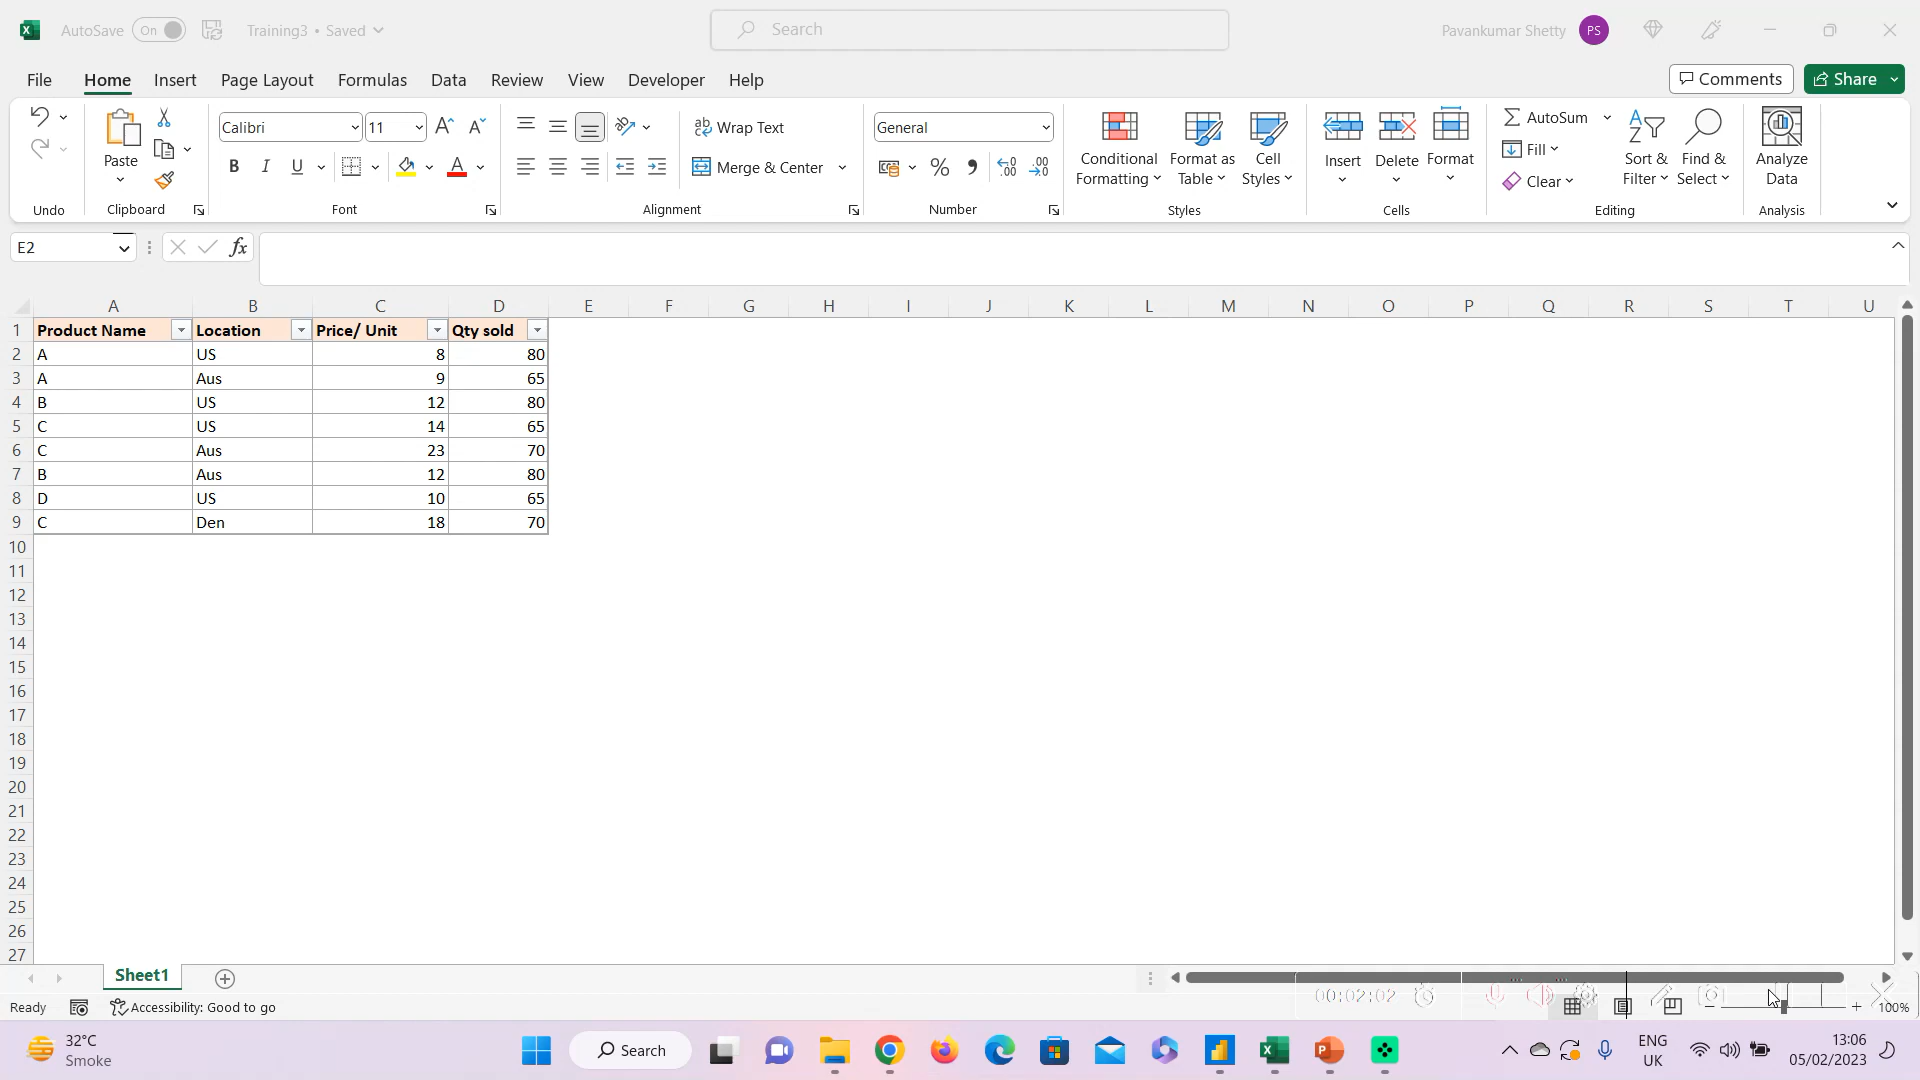 AutoSave On Training3 • Saved Search Pavankumar Shetty PS
File Home Insert Page Layout Formulas Data Review View Developer Help Comments Share
Calibri 11 Wrap Text General AutoSum
Paste B I U Merge & Center % Conditional Formatting Format as Table Cell Styles Insert Delete Format Fill Sort & Filter Find & Select Analyze Data
Clear
Undo Clipboard Font Alignment Number Styles Cells Editing Analysis
E2 fx
A B C D E F G H I J K L M N O P Q R S T U
1 Product Name Location Price/ Unit Qty sold
2 A US 8 80
3 A Aus 9 65
4 B US 12 80
5 C US 14 65
6 C Aus 23 70
7 B Aus 12 80
8 D US 10 65
9 C Den 18 70
10
11
12
13
14
15
16
17
18
19
20
21
22
23
24
25
26
27
Sheet1
00:02:02
Ready Accessibility: Good to go 100%
32°C
Smoke
Search
ENG
UK
13:06
05/02/2023